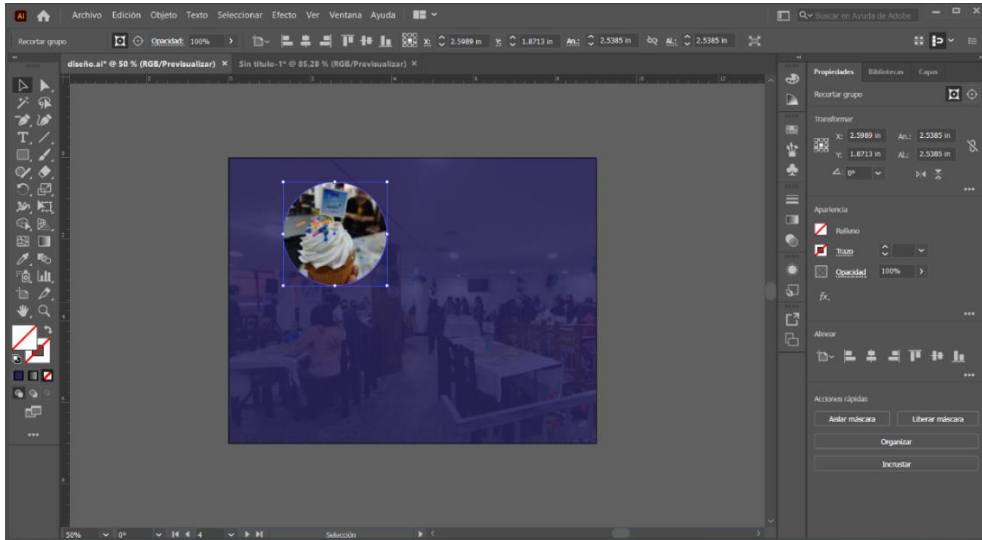 Ai Archivo Edición Objeto Texto Seleccionar Efecto Ver Ventana Ayuda Buscar en Ayuda de Adobe
Recortar grupo Opacidad: 100% X: 2.5989 in Y: 1.8713 in An.: 2.5385 in AL: 2.5385 in
diseño.ai* @ 50 % (RGB/Previsualizar) × Sin título-1* @ 85.28 % (RGB/Previsualizar) ×
Propiedades Bibliotecas Capas
Recortar grupo
Transformar
X: 2.5989 in An.: 2.5385 in
Y: 1.8713 in AL: 2.5385 in
0°
Apariencia
Relleno
Trazo
Opacidad 100%
fx.
Alinear
Acciones rápidas
Aislar máscara Liberar máscara
Organizar
Incrustar
50% 0° 4 Selección